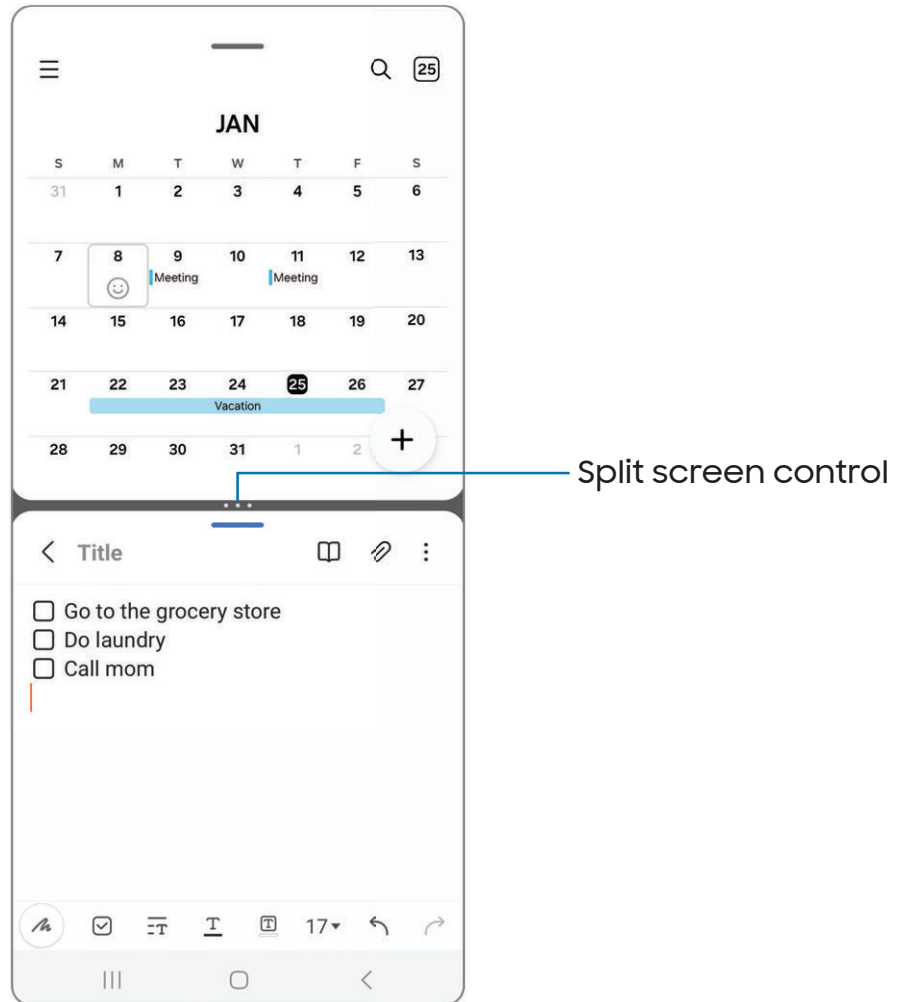 25
JAN
S M T W T F S
31 1 2 3 4 5 6
7 8 9 10 11 12 13
Meeting Meeting
14 15 16 17 18 19 20
21 22 23 24 25 26 27
Vacation
28 29 30 31 1 2
+
Split screen control
Title
Go to the grocery store
Do laundry
Call mom
T T T 17